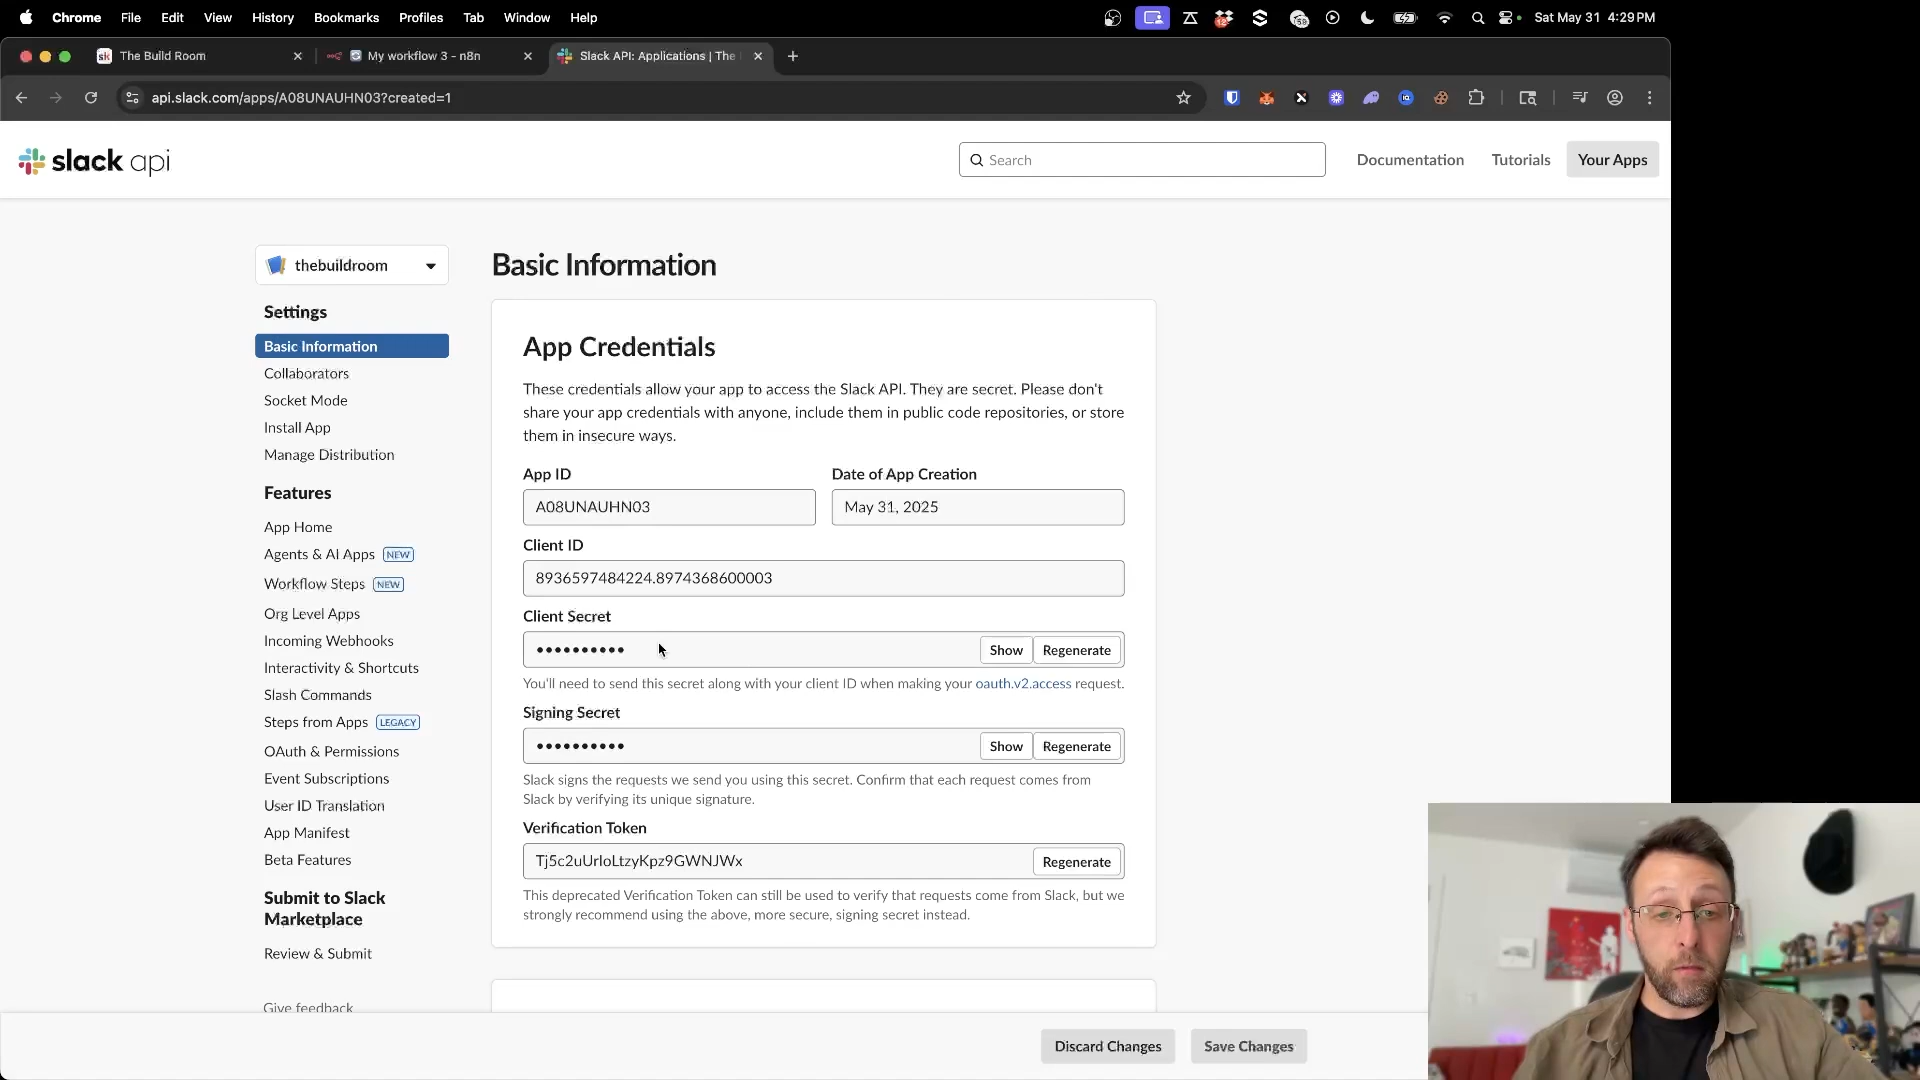 Chrome File Edit View History Bookmarks Profiles Tab Window Help
Sat May 31 4:29PM
The Build Room
My workflow 3 - n8n
Slack API: Applications | The
api.slack.com/apps/A08UNAUHN03?created=1
slack api
Search
Documentation
Tutorials
Your Apps
thebuildroom
Settings
Basic Information
Collaborators
Socket Mode
Install App
Manage Distribution
Features
App Home
Agents & AI Apps NEW
Workflow Steps NEW
Org Level Apps
Incoming Webhooks
Interactivity & Shortcuts
Slash Commands
Steps from Apps LEGACY
OAuth & Permissions
Event Subscriptions
User ID Translation
App Manifest
Beta Features
Submit to Slack
Marketplace
Review & Submit
Give feedback
Basic Information
App Credentials
These credentials allow your app to access the Slack API. They are secret. Please don't
share your app credentials with anyone, include them in public code repositories, or store
them in insecure ways.
App ID
A08UNAUHN03
Date of App Creation
May 31, 2025
Client ID
8936597484224.8974368600003
Client Secret
••••••••••
Show
Regenerate
You'll need to send this secret along with your client ID when making your oauth.v2.access request.
Signing Secret
••••••••••
Show
Regenerate
Slack signs the requests we send you using this secret. Confirm that each request comes from
Slack by verifying its unique signature.
Verification Token
Tj5c2uUrIoLtzyKpz9GWNJWx
Regenerate
This deprecated Verification Token can still be used to verify that requests come from Slack, but we
strongly recommend using the above, more secure, signing secret instead.
Discard Changes
Save Changes